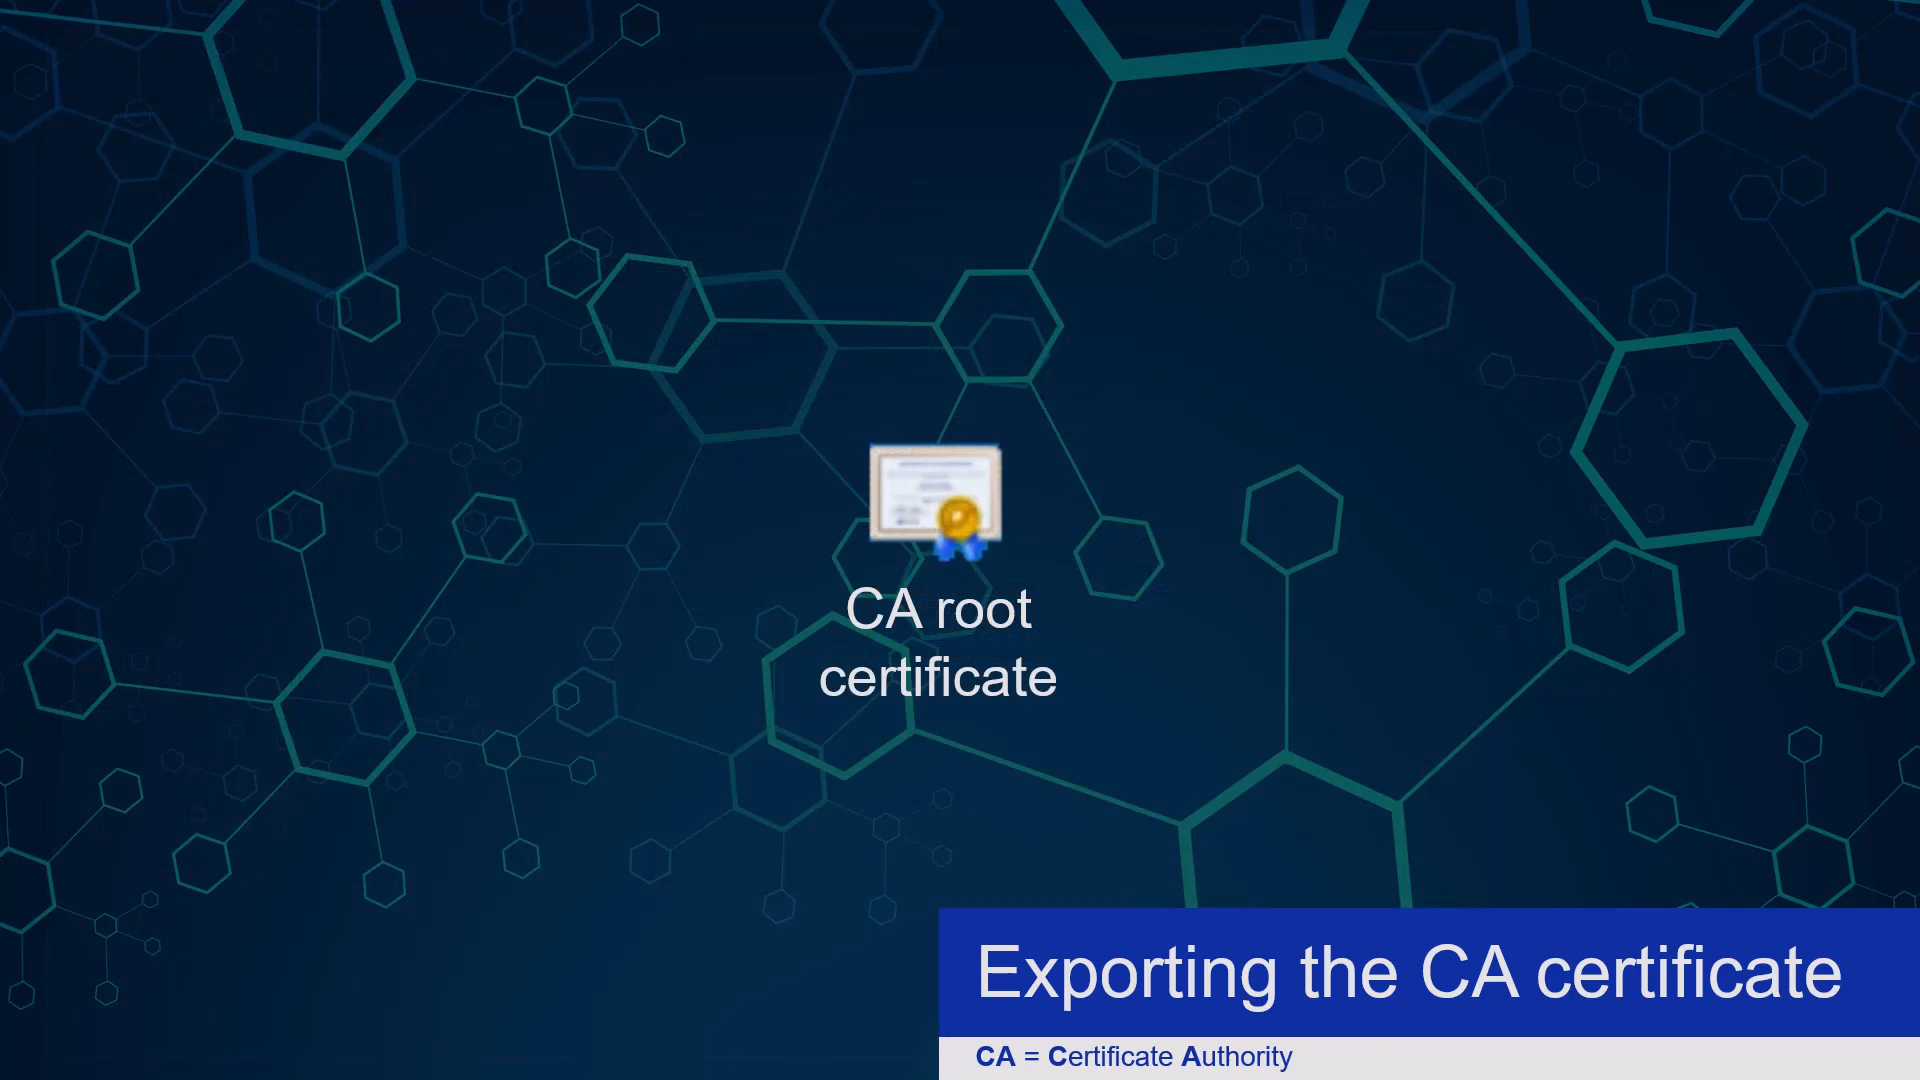 CA root
certificate
Exporting the CA certificate
CA = Certificate Authority